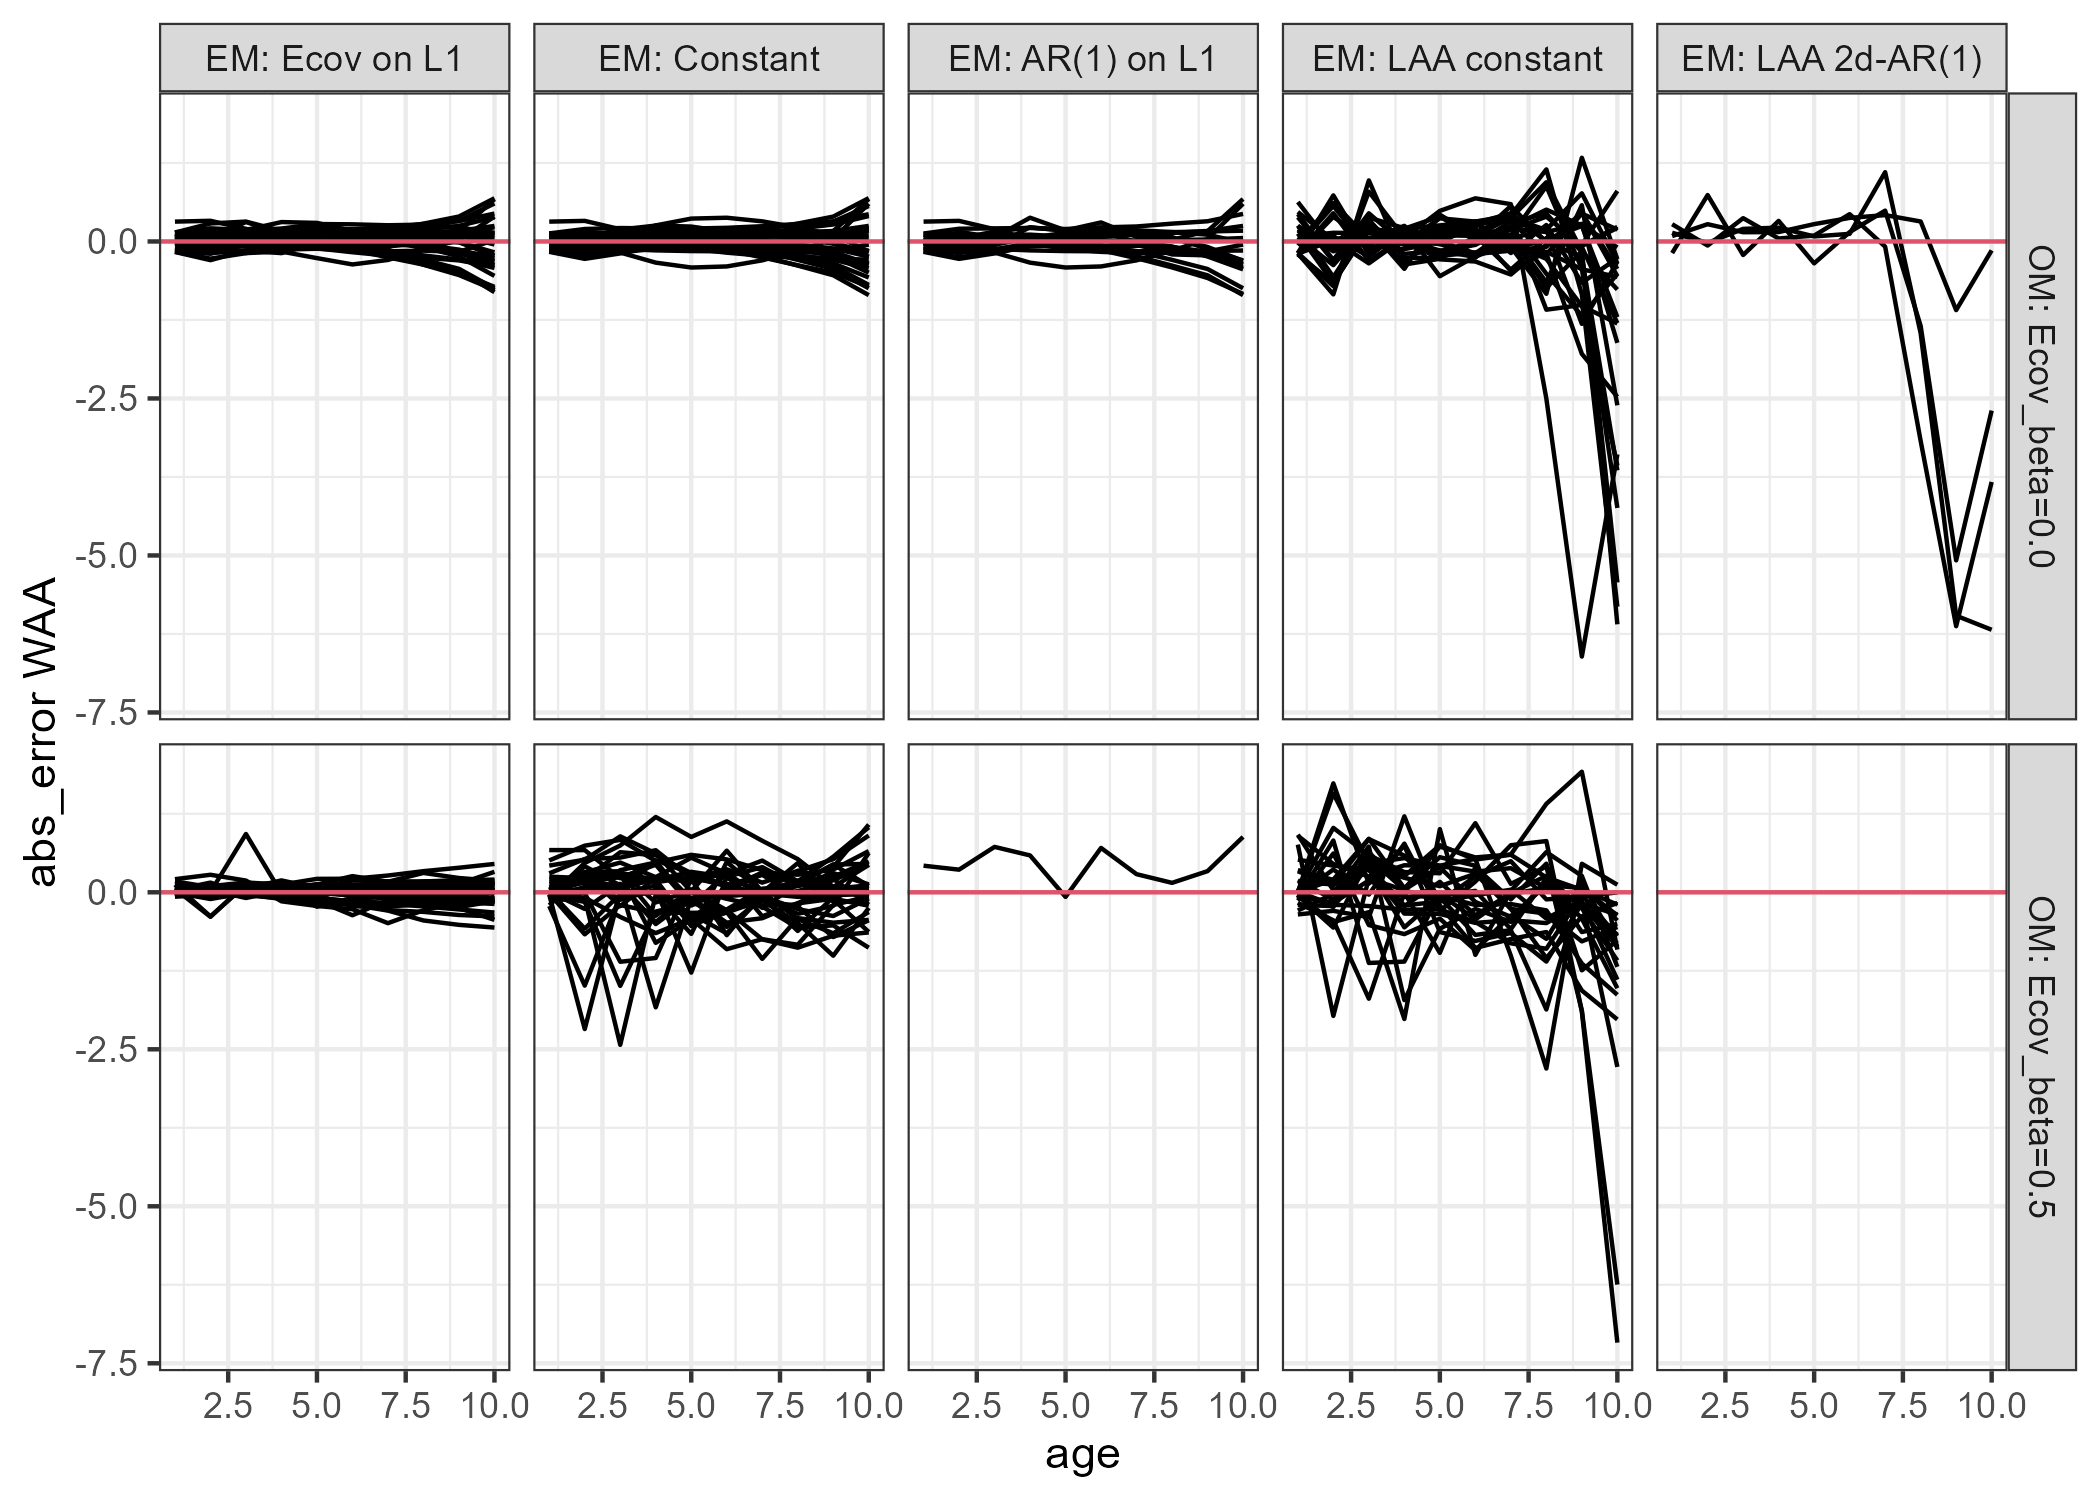 EM: Ecov on L1 EM: Constant EM: AR(1) on L1 EM: LAA constant EM: LAA 2d-AR(1)
0.0
-2.5
-5.0
-7.5
OM: Ecov_beta=0.0
abs_error WAA
0.0
-2.5
-5.0
-7.5
OM: Ecov_beta=0.5
2.5 5.0 7.5 10.0 2.5 5.0 7.5 10.0 2.5 5.0 7.5 10.0 2.5 5.0 7.5 10.0 2.5 5.0 7.5 10.0
age